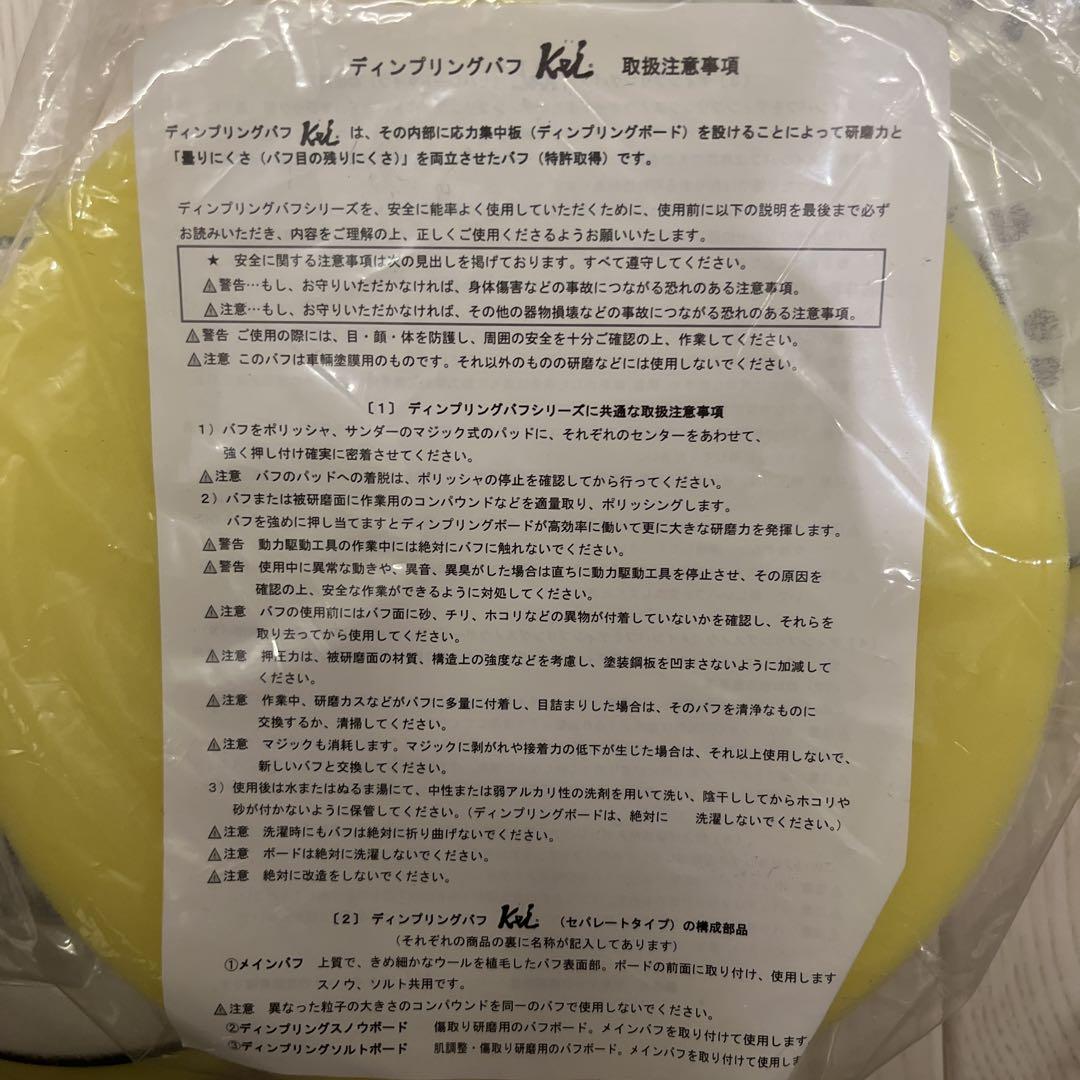 ディンプリングバフ Kei 取扱注意事項
ディンプリングバフ Kei は、その内部に応力集中板（ディンプリングボード）を設けることによって研磨力と
「曇りにくさ（バフ目の残りにくさ）」を両立させたバフ（特許取得）です。
ディンプリングバフシリーズを、安全に能率よく使用していただくために、使用前に以下の説明を最後まで必ず
お読みいただき、内容をご理解の上、正しくご使用くださるようお願いいたします。
★ 安全に関する注意事項は次の見出しを掲げております。すべて遵守してください。
⚠警告…もし、お守りいただかなければ、身体傷害などの事故につながる恐れのある注意事項。
⚠注意…もし、お守りいただかなければ、その他の器物損壊などの事故につながる恐れのある注意事項。
⚠警告 ご使用の際には、目・顔・体を防護し、周囲の安全を十分ご確認の上、作業してください。
⚠注意 このバフは車輛塗膜用のものです。それ以外のものの研磨などには使用しないでください。
〔1〕 ディンプリングバフシリーズに共通な取扱注意事項
1）バフをポリッシャ、サンダーのマジック式のパッドに、それぞれのセンターをあわせて、
強く押し付け確実に密着させてください。
⚠注意 バフのパッドへの着脱は、ポリッシャの停止を確認してから行ってください。
2）バフまたは被研磨面に作業用のコンパウンドなどを適量取り、ポリッシングします。
バフを強めに押し当てますとディンプリングボードが高効率に働いて更に大きな研磨力を発揮します。
⚠警告 動力駆動工具の作業中には絶対にバフに触れないでください。
⚠警告 使用中に異常な動きや、異音、異臭がした場合は直ちに動力駆動工具を停止させ、その原因を
確認の上、安全な作業ができるように対処してください。
⚠注意 バフの使用前にはバフ面に砂、チリ、ホコリなどの異物が付着していないかを確認し、それらを
取り去ってから使用してください。
⚠注意 押圧力は、被研磨面の材質、構造上の強度などを考慮し、塗装鋼板を凹まさないように加減して
ください。
⚠注意 作業中、研磨カスなどがバフに多量に付着し、目詰まりした場合は、そのバフを清浄なものに
交換するか、清掃してください。
⚠注意 マジックも消耗します。マジックに剥がれや接着力の低下が生じた場合は、それ以上使用しないで、
新しいバフと交換してください。
3）使用後は水またはぬるま湯にて、中性または弱アルカリ性の洗剤を用いて洗い、陰干ししてからホコリや
砂が付かないように保管してください。（ディンプリングボードは、絶対に 洗濯しないでください。）
⚠注意 洗濯時にもバフは絶対に折り曲げないでください。
⚠注意 ボードは絶対に洗濯しないでください。
⚠注意 絶対に改造をしないでください。
〔2〕 ディンプリングバフ Kei （セパレートタイプ）の構成部品
（それぞれの商品の裏に名称が記入してあります）
①メインバフ 上質で、きめ細かなウールを植毛したバフ表面部。ボードの前面に取り付け、使用します
スノウ、ソルト共用です。
⚠注意 異なった粒子の大きさのコンパウンドを同一のバフで使用しないでください。
②ディンプリングスノウボード 傷取り研磨用のバフボード。メインバフを取り付けて使用します
③ディンプリングソルトボード 肌調整・傷取り研磨用のバフボード。メインバフを取り付けて使用しま